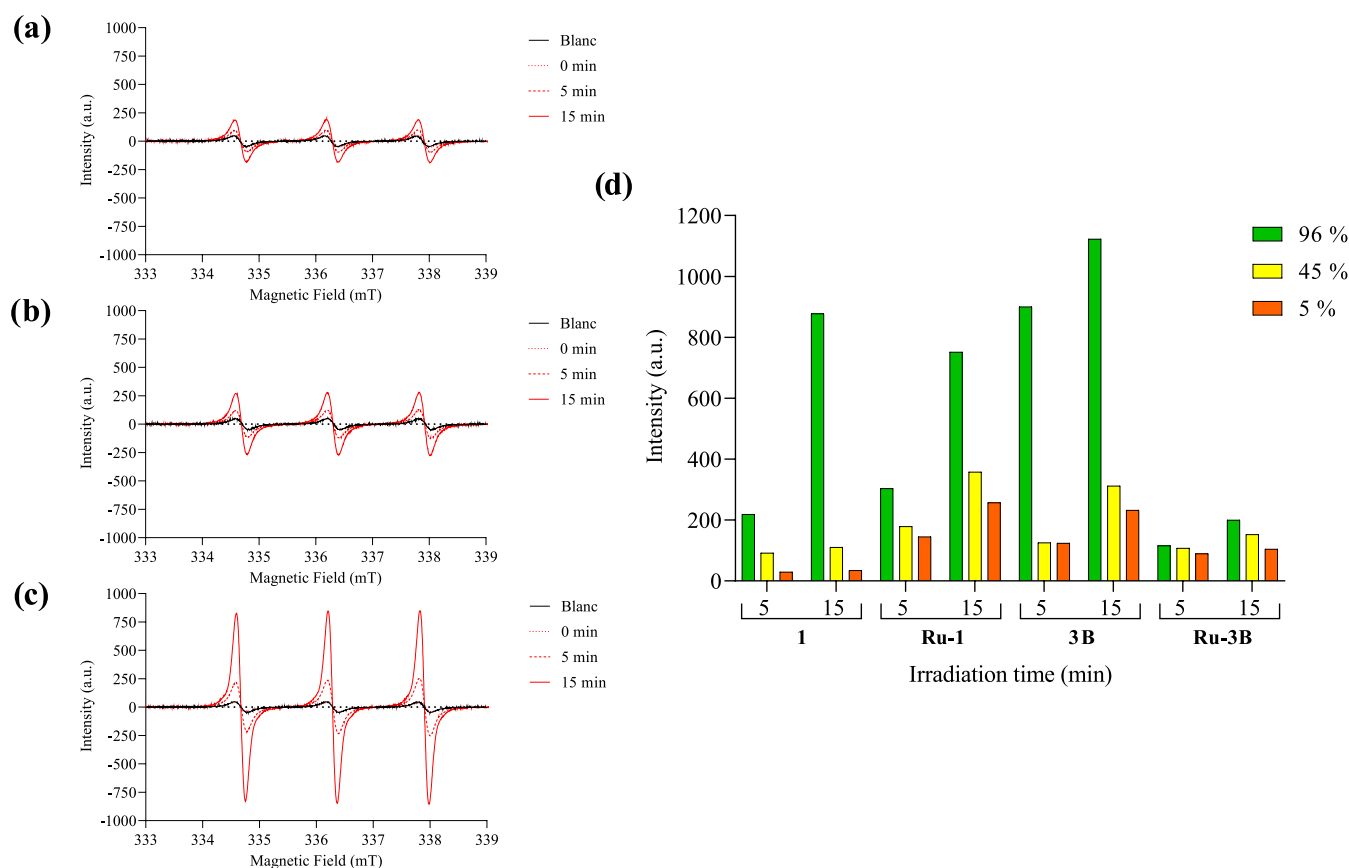 (a)
1000
750
500
250
0
-250
-500
-750
-1000
Intensity (a.u.)
333 334 335 336 337 338 339
Magnetic Field (mT)
Blanc
0 min
5 min
15 min
(b)
1000
750
500
250
0
-250
-500
-750
-1000
Intensity (a.u.)
333 334 335 336 337 338 339
Magnetic Field (mT)
Blanc
0 min
5 min
15 min
(c)
1000
750
500
250
0
-250
-500
-750
-1000
Intensity (a.u.)
333 334 335 336 337 338 339
Magnetic Field (mT)
Blanc
0 min
5 min
15 min
(d)
1200
1000
800
600
400
200
0
Intensity (a.u.)
96 %
45 %
5 %
5 15 5 15 5 15 5 15
1 Ru-1 3B Ru-3B
Irradiation time (min)